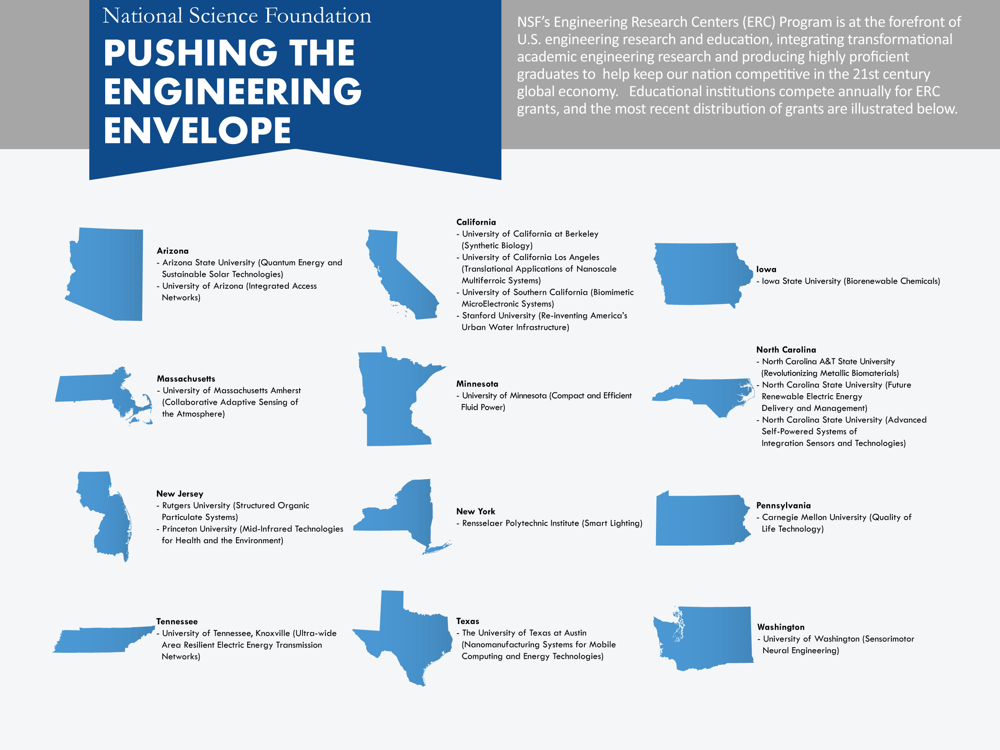 National Science Foundation
PUSHING THE
ENGINEERING
ENVELOPE
NSF’s Engineering Research Centers (ERC) Program is at the forefront of
U.S. engineering research and education, integrating transformational
academic engineering research and producing highly proficient
graduates to  help keep our nation competitive in the 21st century
global economy.   Educational institutions compete annually for ERC
grants, and the most recent distribution of grants are illustrated below.
Arizona
- Arizona State University (Quantum Energy and
Sustainable Solar Technologies)
- University of Arizona (Integrated Access
Networks)
California
- University of California at Berkeley
(Synthetic Biology)
- University of California Los Angeles
(Translational Applications of Nanoscale
Multiferroic Systems)
- University of Southern California (Biomimetic
MicroElectronic Systems)
- Stanford University (Re-inventing America’s
Urban Water Infrastructure)
Iowa
- Iowa State University (Biorenewable Chemicals)
Massachusetts
- University of Massachusetts Amherst
(Collaborative Adaptive Sensing of
the Atmosphere)
Minnesota
- University of Minnesota (Compact and Efficient
Fluid Power)
North Carolina
- North Carolina A&T State University
(Revolutionizing Metallic Biomaterials)
- North Carolina State University (Future
Renewable Electric Energy
Delivery and Management)
- North Carolina State University (Advanced
Self-Powered Systems of
Integration Sensors and Technologies)
New Jersey
- Rutgers University (Structured Organic
Particulate Systems)
- Princeton University (Mid-Infrared Technologies
for Health and the Environment)
New York
- Rensselaer Polytechnic Institute (Smart Lighting)
Pennsylvania
- Carnegie Mellon University (Quality of
Life Technology)
Tennessee
- University of Tennessee, Knoxville (Ultra-wide
Area Resilient Electric Energy Transmission
Networks)
Texas
- The University of Texas at Austin
(Nanomanufacturing Systems for Mobile
Computing and Energy Technologies)
Washington
- University of Washington (Sensorimotor
Neural Engineering)